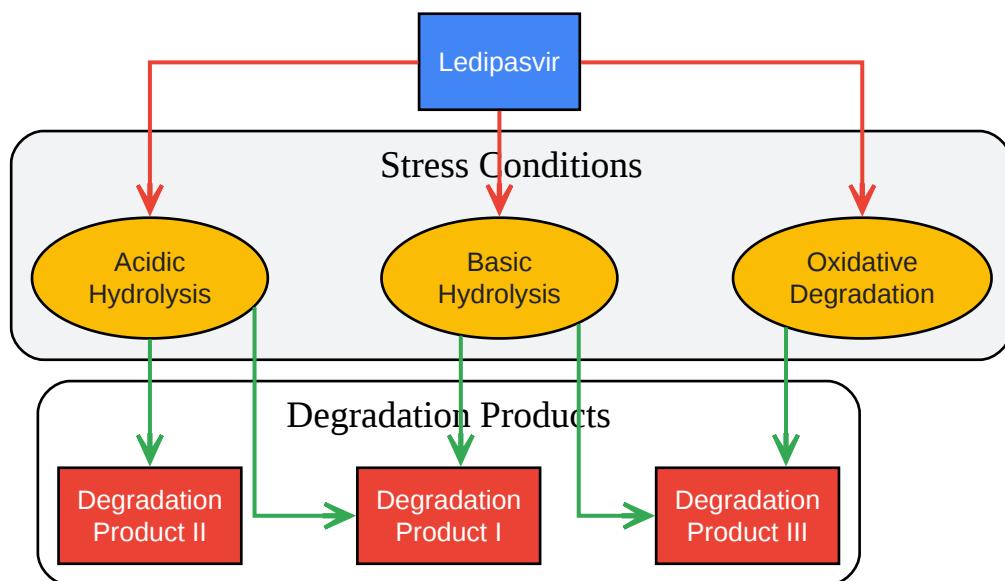 Ledipasvir
Stress Conditions
Acidic
Hydrolysis
Basic
Hydrolysis
Oxidative
Degradation
Degradation Products
Degradation
Product II
Degradation
Product I
Degradation
Product III